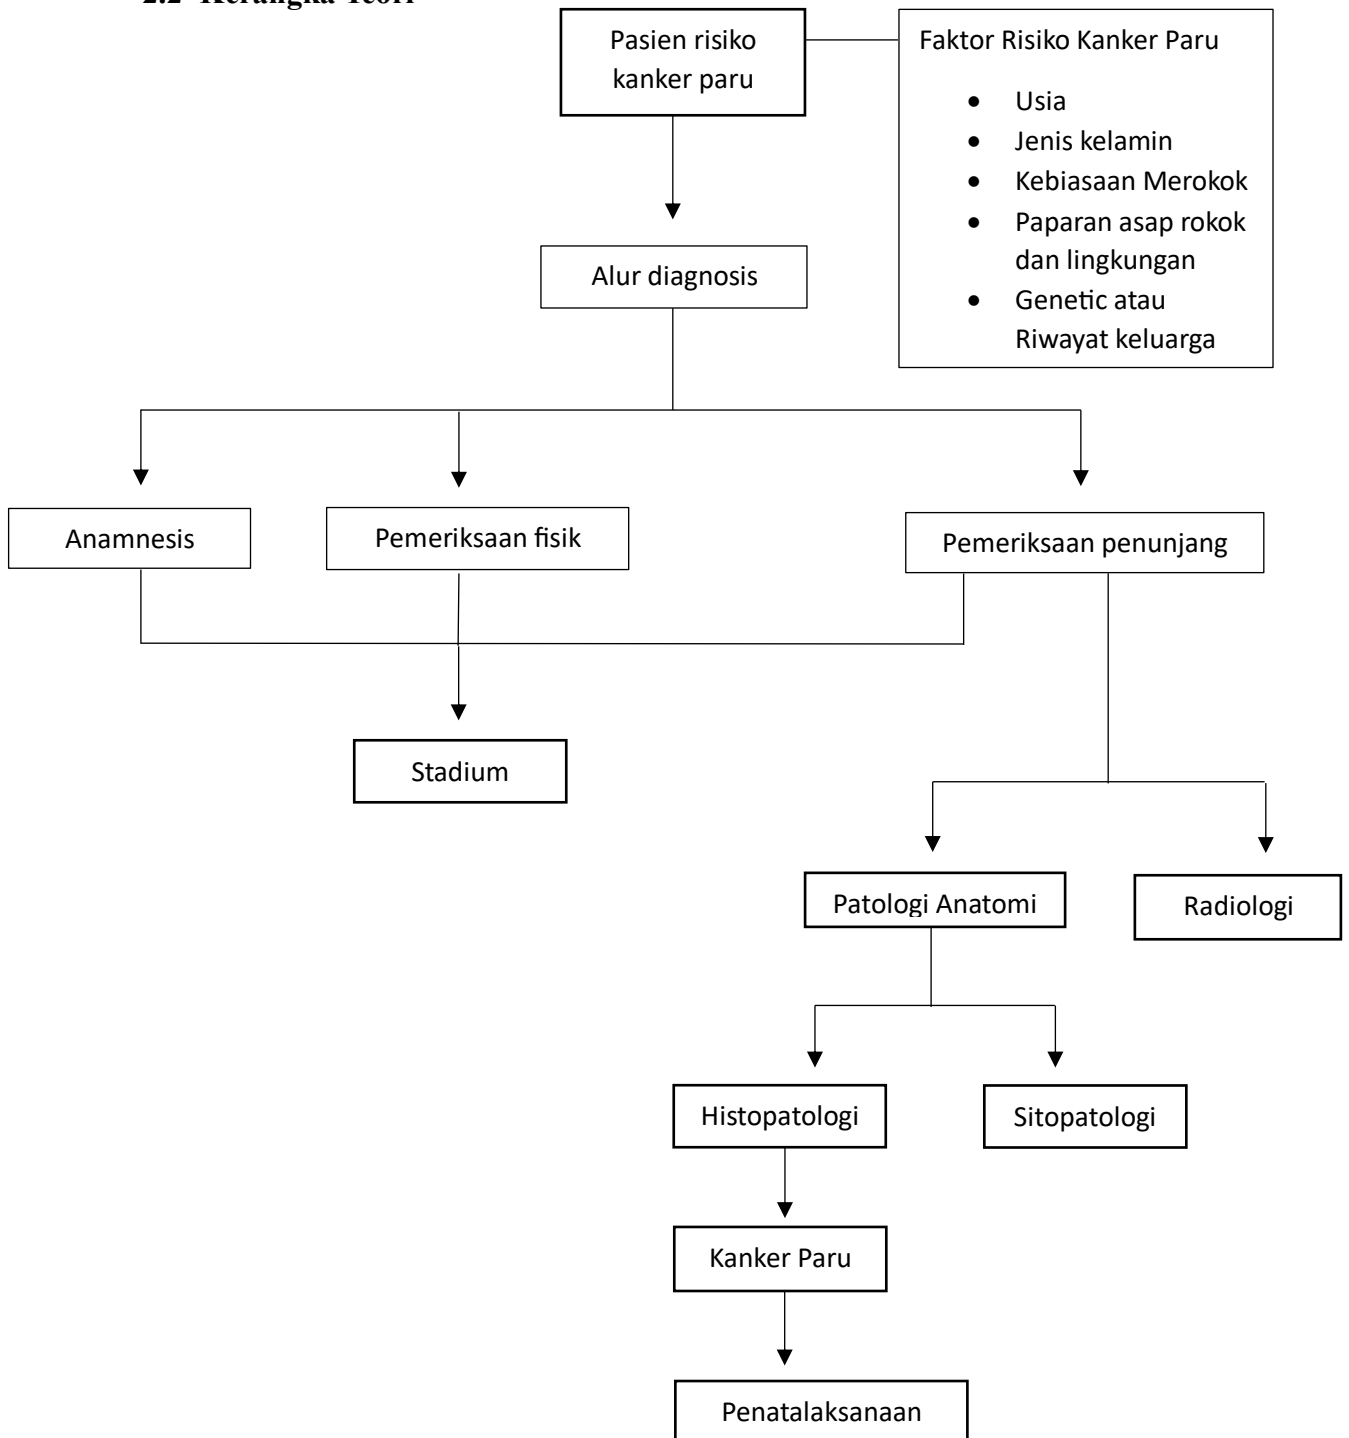 2.2 Kerangka Teori
Pasien risiko
kanker paru
Faktor Risiko Kanker Paru
• Usia
• Jenis kelamin
• Kebiasaan Merokok
• Paparan asap rokok
dan lingkungan
• Genetic atau
Riwayat keluarga
Alur diagnosis
Anamnesis
Pemeriksaan fisik
Pemeriksaan penunjang
Stadium
Patologi Anatomi
Radiologi
Histopatologi
Sitopatologi
Kanker Paru
Penatalaksanaan